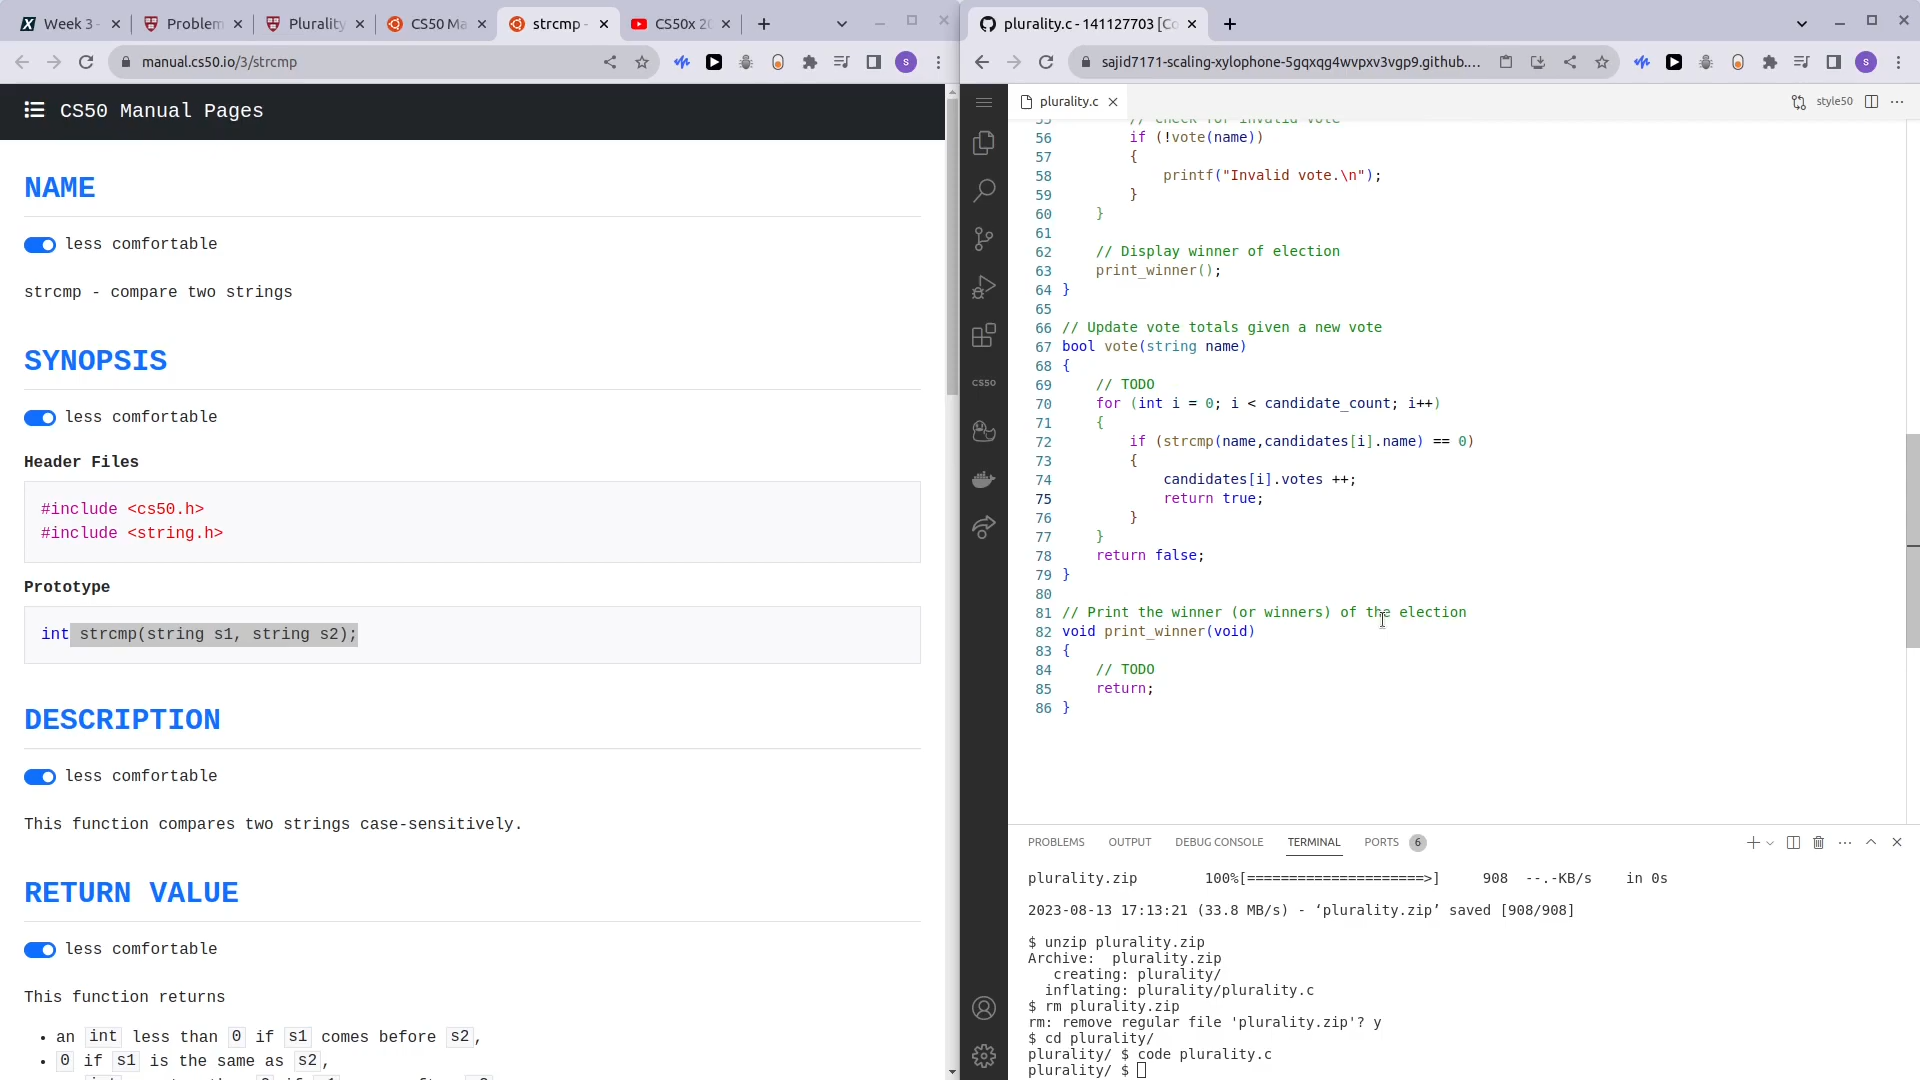 Week 3 -
Problem
Plurality
CS50 Ma
strcmp -
CS50x 20
manual.cs50.io/3/strcmp
S
CS50 Manual Pages
NAME
less comfortable
strcmp - compare two strings
SYNOPSIS
less comfortable
Header Files
#include <cs50.h>
#include <string.h>
Prototype
int strcmp(string s1, string s2);
DESCRIPTION
less comfortable
This function compares two strings case-sensitively.
RETURN VALUE
less comfortable
This function returns
• an int less than 0 if s1 comes before s2,
• 0 if s1 is the same as s2,
plurality.c - 141127703 [Co
sajid7171-scaling-xylophone-5gqxqg4wvpxv3vgp9.github....
S
plurality.c
style50
CS50
55 // Check for invalid vote
56 if (!vote(name))
57 {
58 printf("Invalid vote.\n");
59 }
60 }
61
62 // Display winner of election
63 print_winner();
64 }
65
66 // Update vote totals given a new vote
67 bool vote(string name)
68 {
69 // TODO
70 for (int i = 0; i < candidate_count; i++)
71 {
72 if (strcmp(name,candidates[i].name) == 0)
73 {
74 candidates[i].votes ++;
75 return true;
76 }
77 }
78 return false;
79 }
80
81 // Print the winner (or winners) of the election
82 void print_winner(void)
83 {
84 // TODO
85 return;
86 }
PROBLEMS OUTPUT DEBUG CONSOLE TERMINAL PORTS 6
plurality.zip 100%[=====================>] 908 --.-KB/s in 0s
2023-08-13 17:13:21 (33.8 MB/s) - ‘plurality.zip’ saved [908/908]
$ unzip plurality.zip
Archive: plurality.zip
creating: plurality/
inflating: plurality/plurality.c
$ rm plurality.zip
rm: remove regular file 'plurality.zip'? y
$ cd plurality/
plurality/ $ code plurality.c
plurality/ $